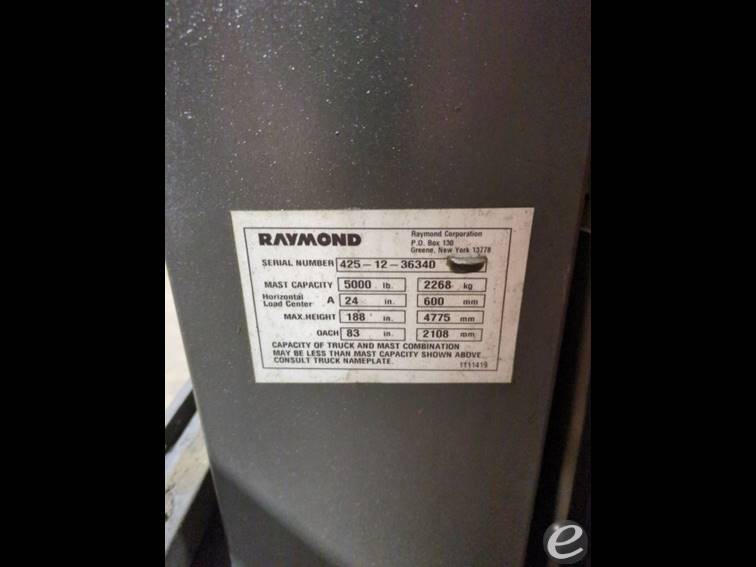 RAYMOND
Raymond Corporation
P.O. Box 130
Greene, New York 13778
SERIAL NUMBER 425-12-36340
MAST CAPACITY 5000 lb. 2268 kg
Horizontal Load Center A 24 in. 600 mm
MAX.HEIGHT 188 in. 4775 mm
OACH 83 in. 2108 mm
CAPACITY OF TRUCK AND MAST COMBINATION
MAY BE LESS THAN MAST CAPACITY SHOWN ABOVE
CONSULT TRUCK NAMEPLATE.
1111419
e